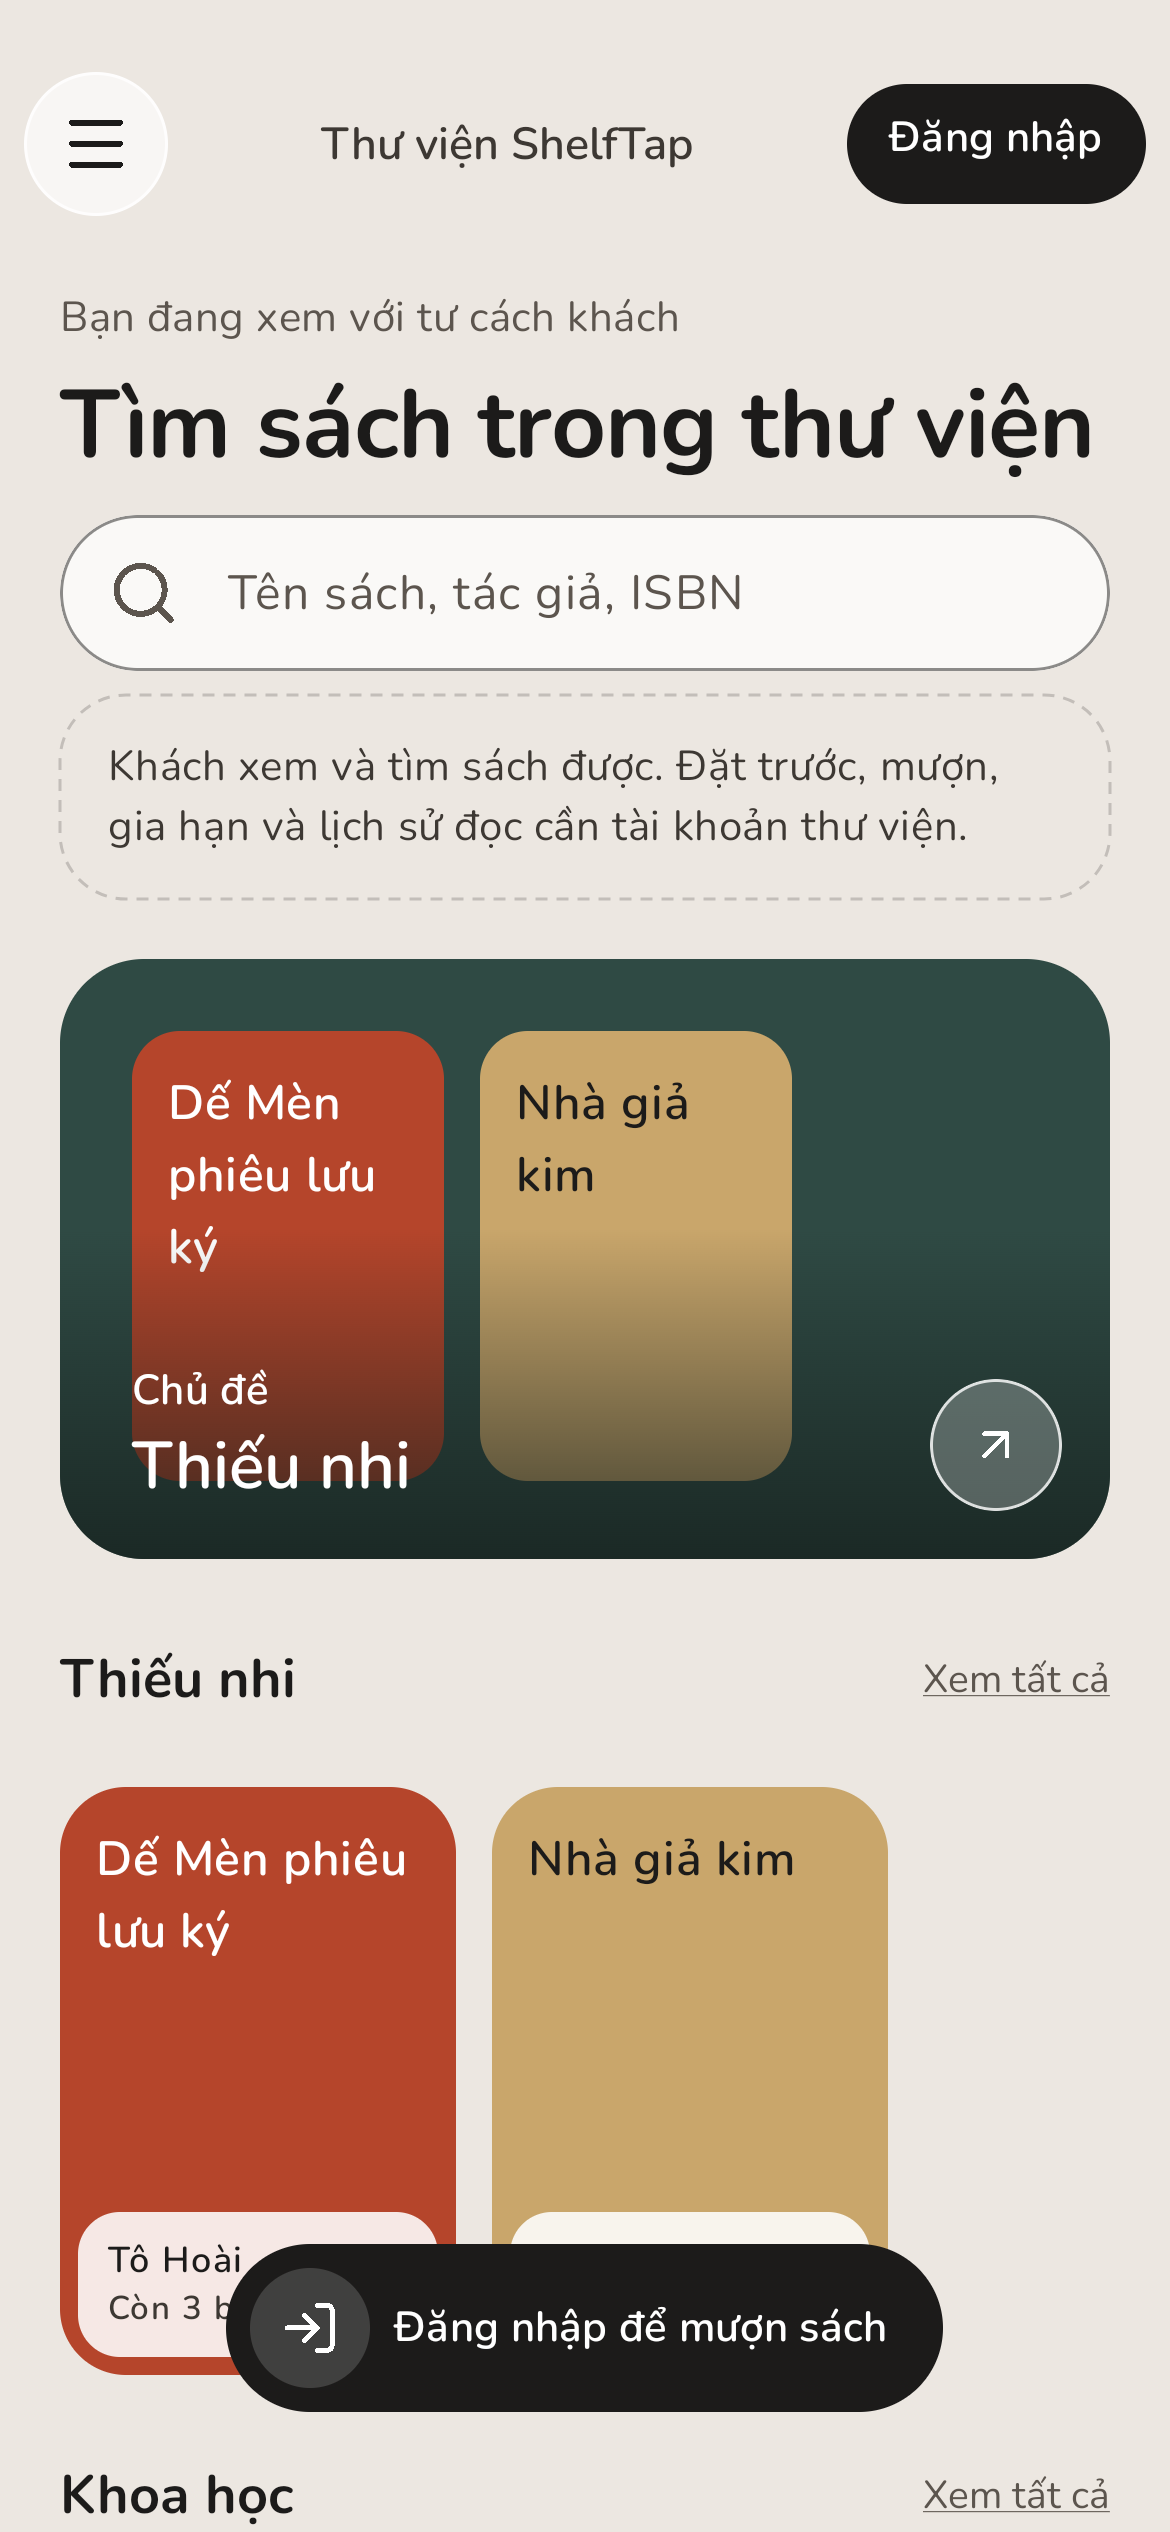 Thư viện ShelfTap
Đăng nhập
Bạn đang xem với tư cách khách
Tìm sách trong thư viện
Tên sách, tác giả, ISBN
Khách xem và tìm sách được. Đặt trước, mượn,
gia hạn và lịch sử đọc cần tài khoản thư viện.
Dế Mèn
phiêu lưu
ký
Nhà giả
kim
Chủ đề
Thiếu nhi
Thiếu nhi
Xem tất cả
Dế Mèn phiêu
lưu ký
Nhà giả kim
Tô Hoài
Còn 3
Đăng nhập để mượn sách
Khoa học
Xem tất cả